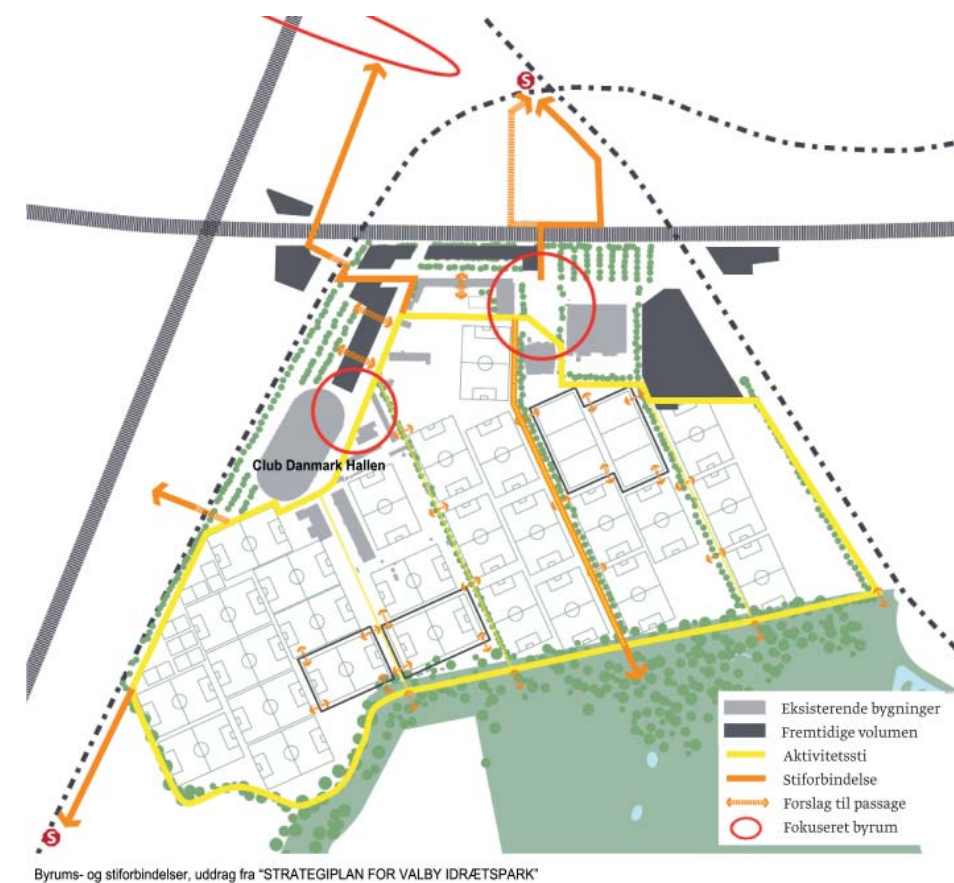 S
Club Danmark Hallen
Eksisterende bygninger
Fremtidige volumen
Aktivitetssti
Stiforbindelse
Forslag til passage
Fokuseret byrum
S
Byrums- og stiforbindelser, uddrag fra "STRATEGIPLAN FOR VALBY IDRÆTSPARK"